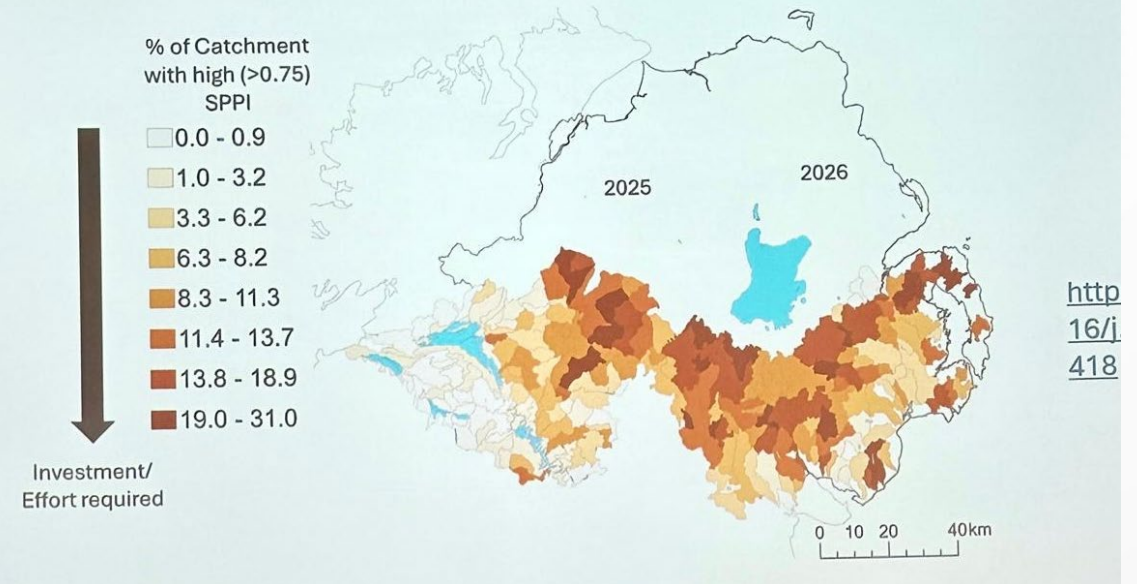 % of Catchment
with high (>0.75)
SPPI
0.0 - 0.9
1.0 - 3.2
3.3 - 6.2
6.3 - 8.2
8.3 - 11.3
11.4 - 13.7
13.8 - 18.9
19.0 - 31.0
Investment/
Effort required
2025
2026
0 10 20 40km
http
16/j.
418